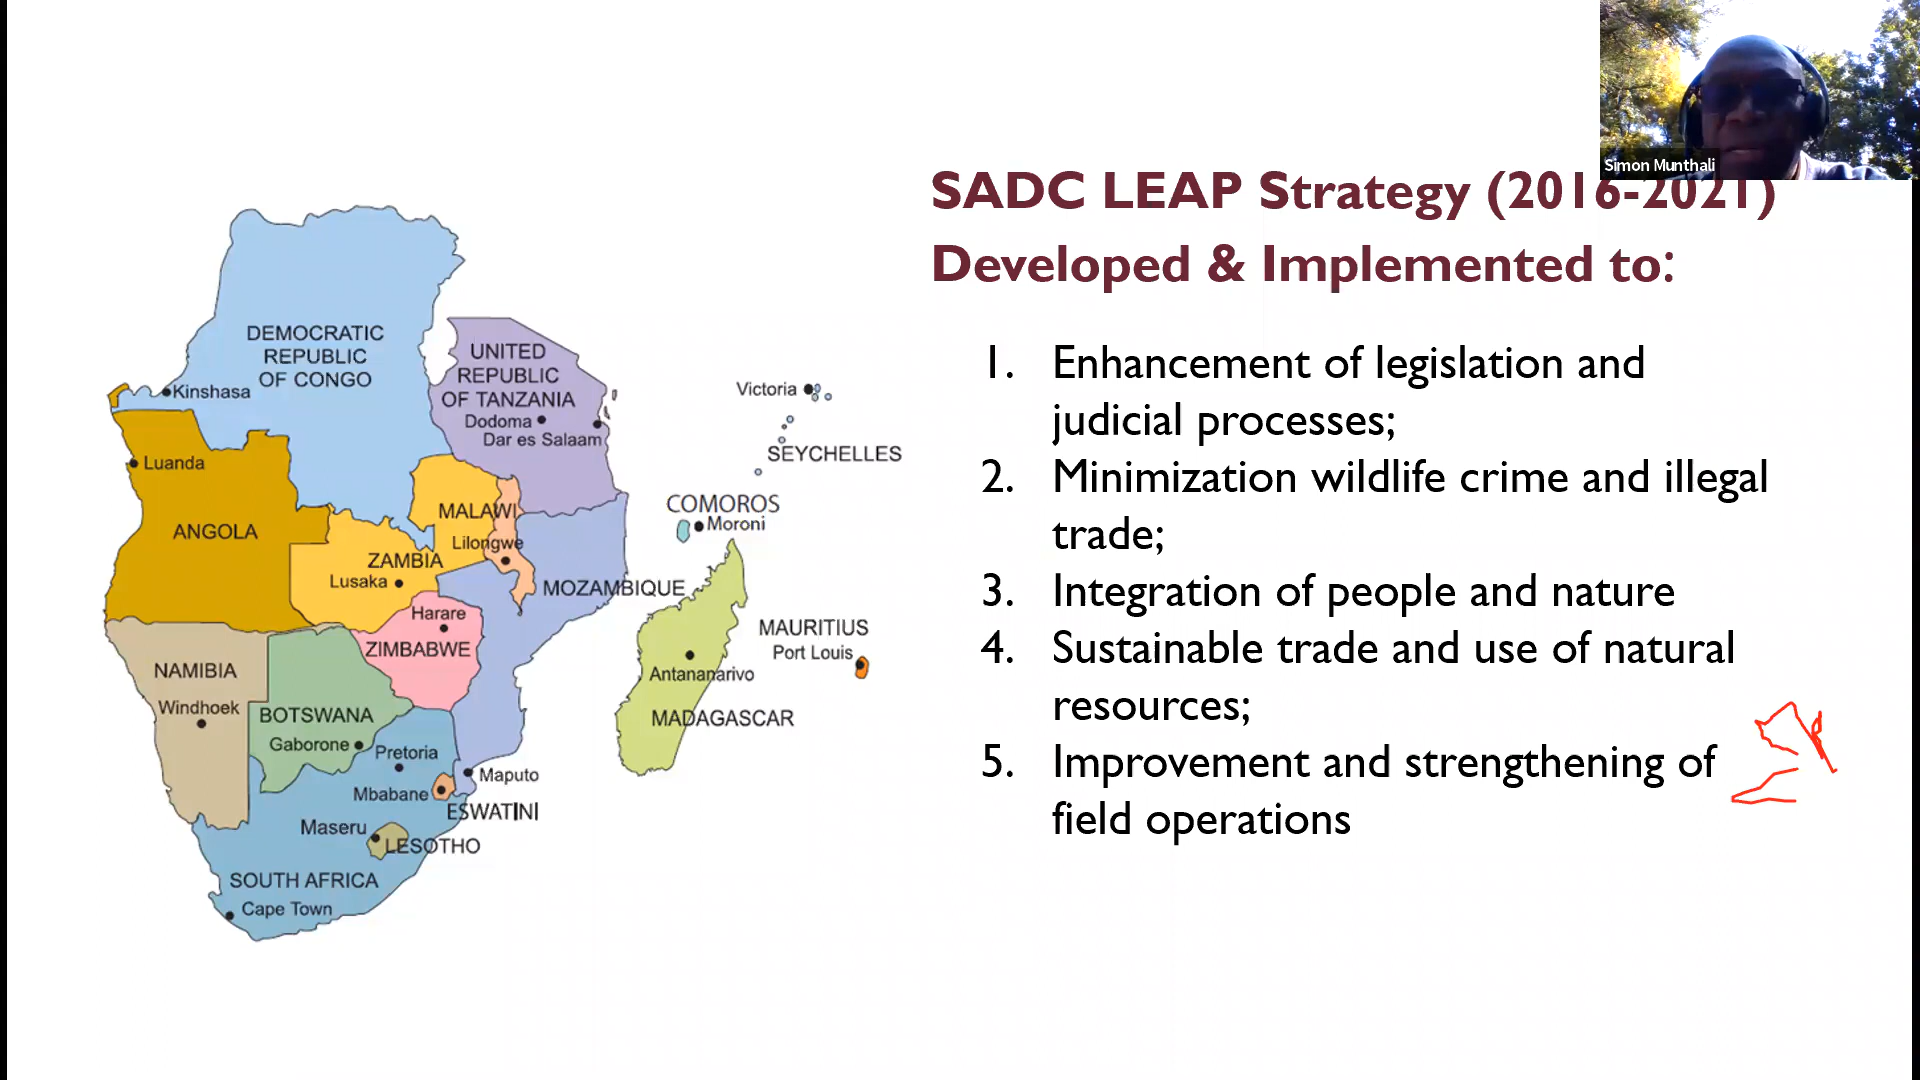 Simon Munthali
SADC LEAP Strategy (2016-2021)
Developed & Implemented to:
1. Enhancement of legislation and
judicial processes;
2. Minimization wildlife crime and illegal
trade;
3. Integration of people and nature
4. Sustainable trade and use of natural
resources;
5. Improvement and strengthening of
field operations
DEMOCRATIC
REPUBLIC
OF CONGO
Kinshasa
UNITED
REPUBLIC
OF TANZANIA
Dodoma
Dar es Salaam
Victoria
SEYCHELLES
Luanda
ANGOLA
MALAWI
Lilongwe
COMOROS
Moroni
ZAMBIA
Lusaka
MOZAMBIQUE
Harare
ZIMBABWE
MAURITIUS
Port Louis
NAMIBIA
Windhoek
Antananarivo
MADAGASCAR
BOTSWANA
Gaborone
Pretoria
Maputo
Mbabane
ESWATINI
Maseru
LESOTHO
SOUTH AFRICA
Cape Town